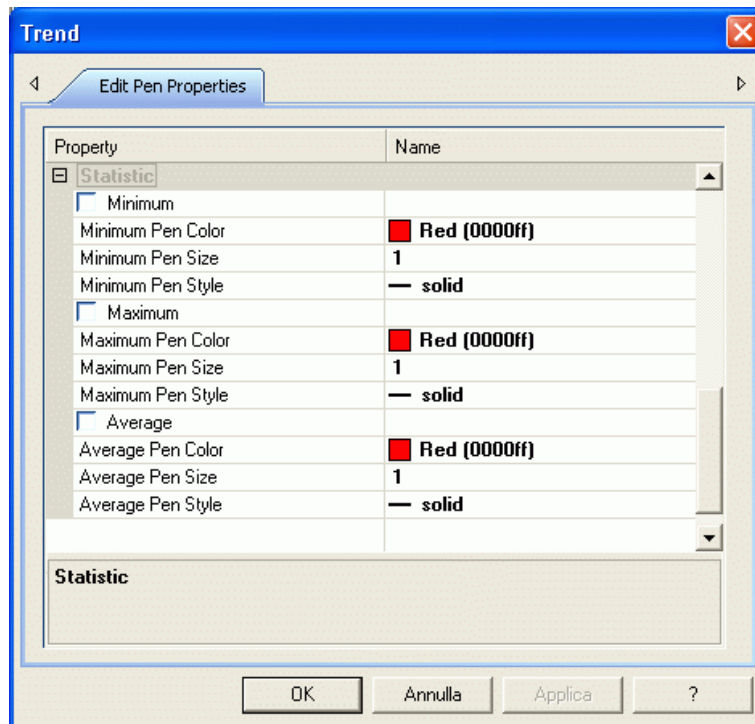 Trend
Edit Pen Properties
Property Name
Statistic
Minimum
Minimum Pen Color Red (0000ff)
Minimum Pen Size 1
Minimum Pen Style solid
Maximum
Maximum Pen Color Red (0000ff)
Maximum Pen Size 1
Maximum Pen Style solid
Average
Average Pen Color Red (0000ff)
Average Pen Size 1
Average Pen Style solid
Statistic
OK Annulla Applica ?